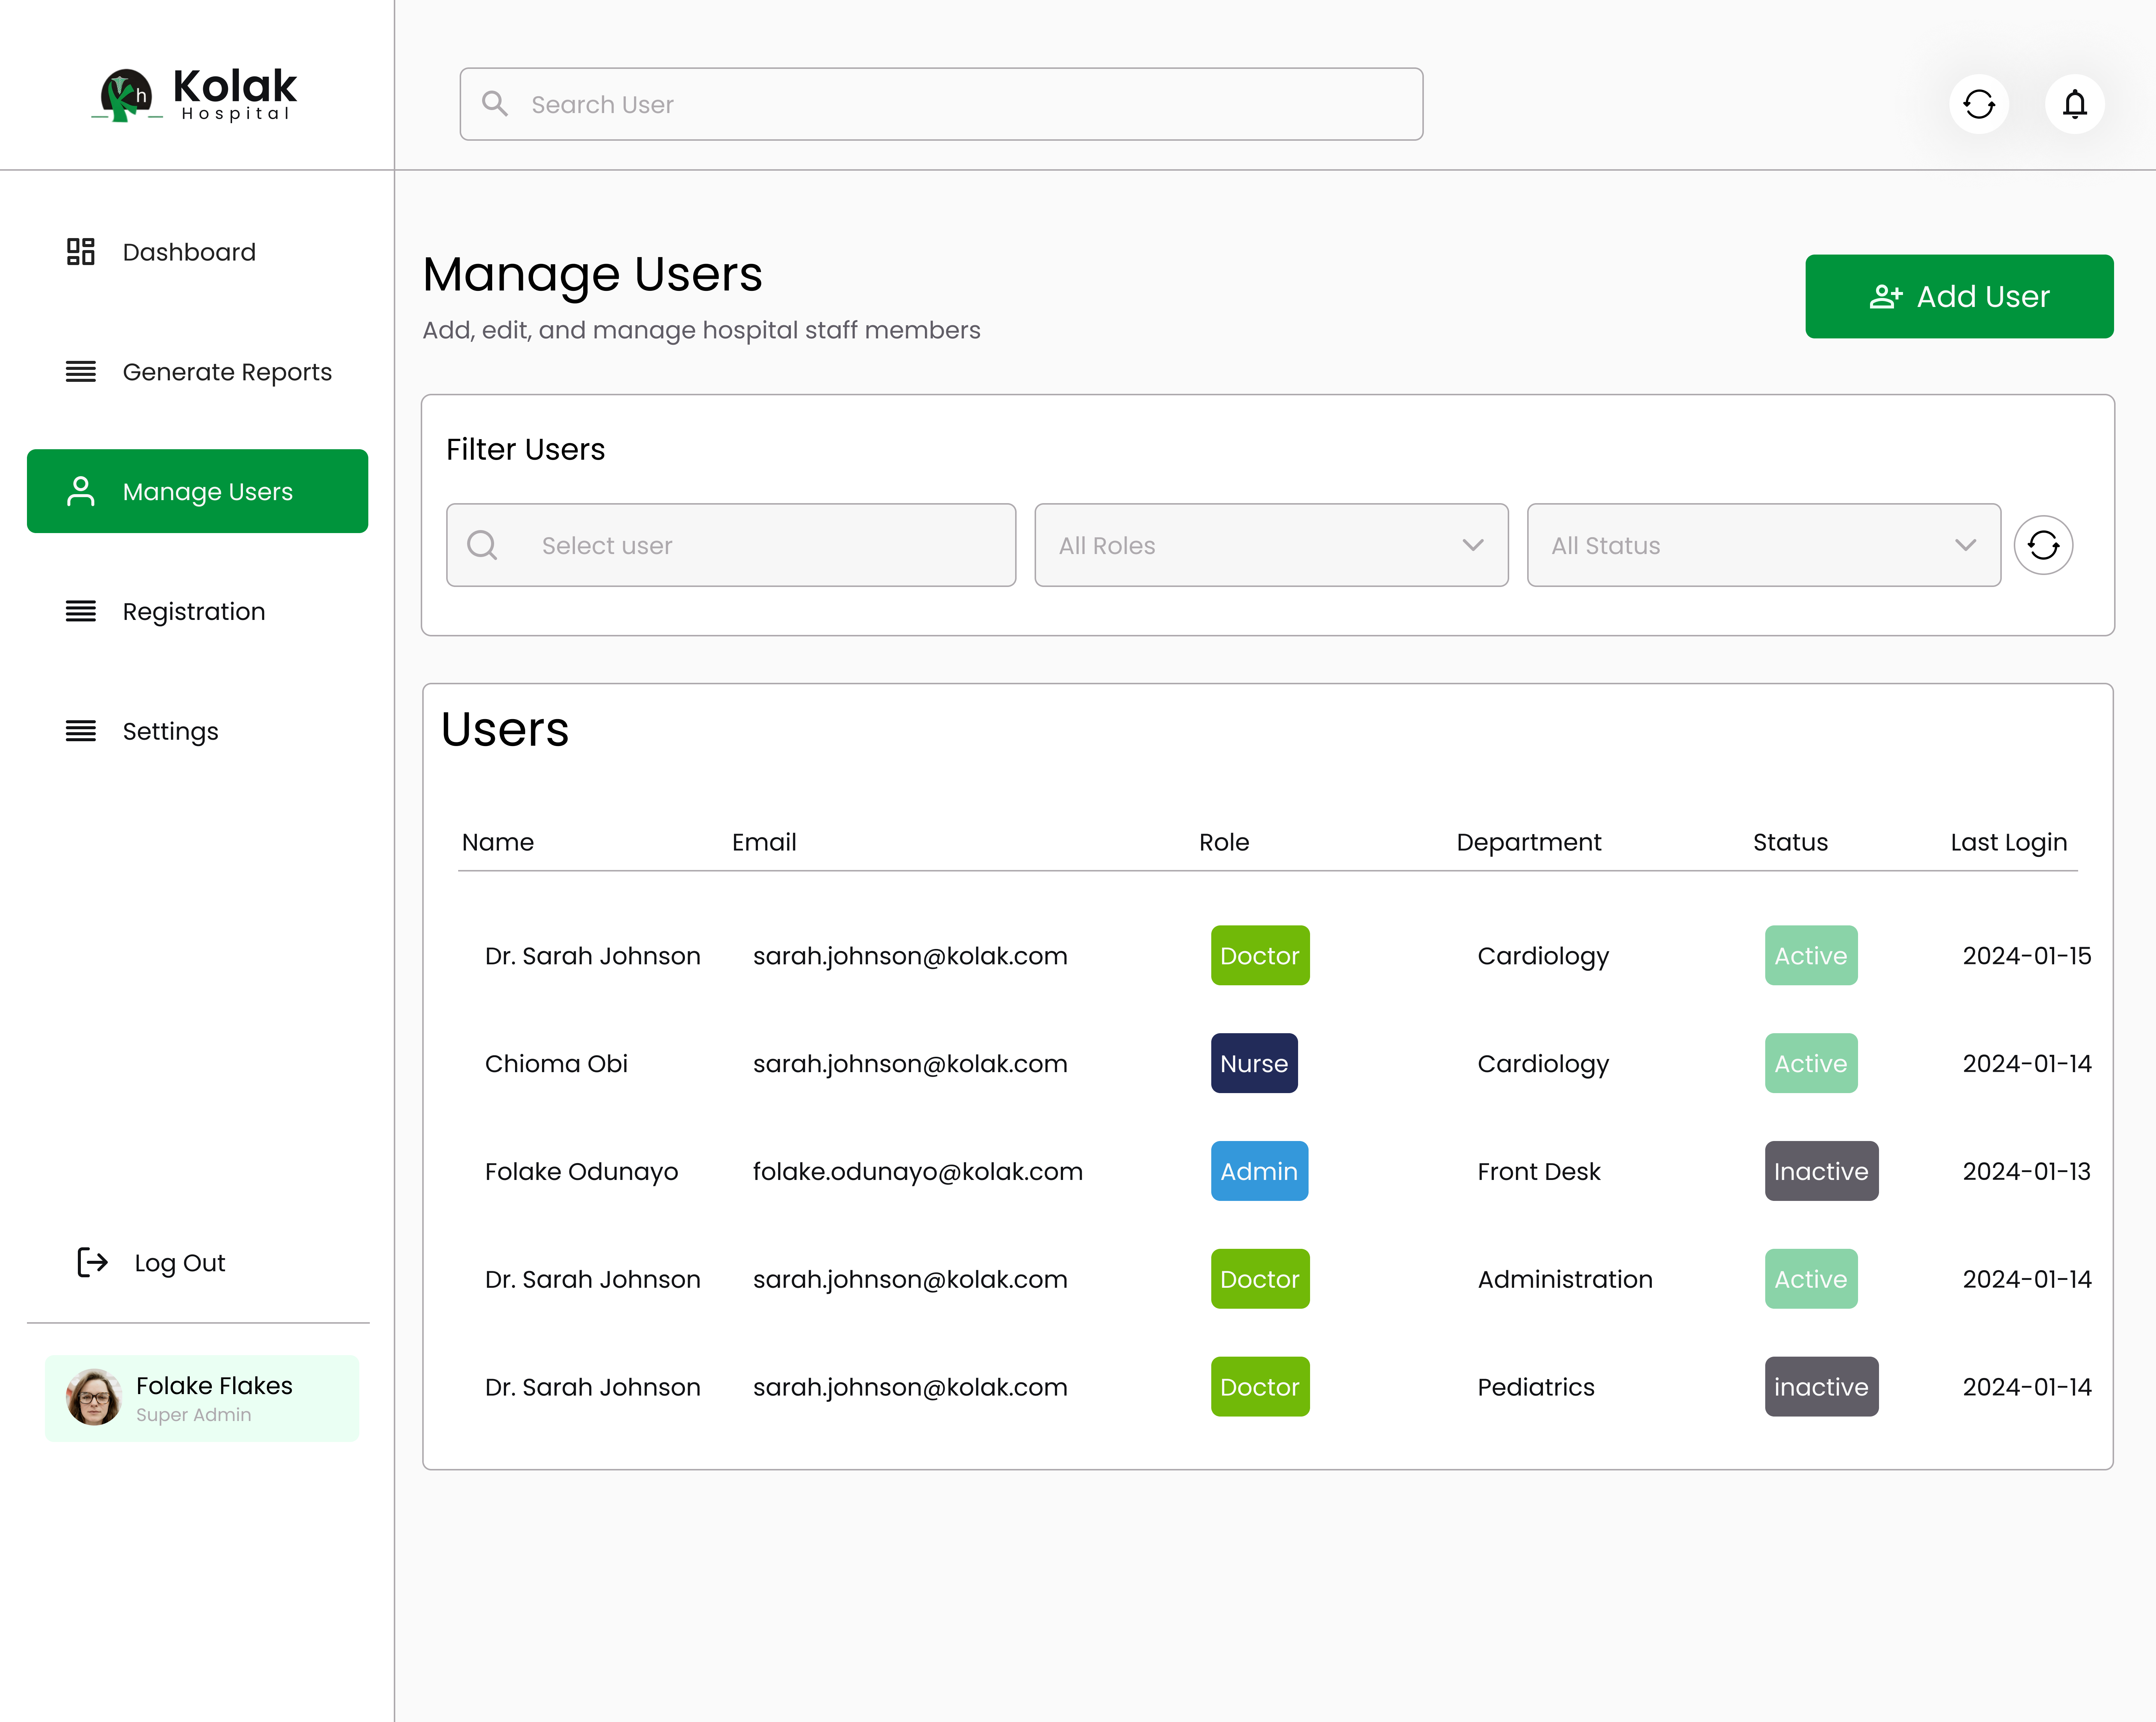 h
Kolak
Hospital
Search User
Dashboard
Generate Reports
Manage Users
Registration
Settings
Log Out
Folake Flakes
Super Admin
Manage Users
Add, edit, and manage hospital staff members
Add User
Filter Users
Select user All Roles All Status
Users
Name Email Role Department Status Last Login
Dr. Sarah Johnson sarah.johnson@kolak.com Doctor Cardiology Active 2024-01-15
Chioma Obi sarah.johnson@kolak.com Nurse Cardiology Active 2024-01-14
Folake Odunayo folake.odunayo@kolak.com Admin Front Desk Inactive 2024-01-13
Dr. Sarah Johnson sarah.johnson@kolak.com Doctor Administration Active 2024-01-14
Dr. Sarah Johnson sarah.johnson@kolak.com Doctor Pediatrics inactive 2024-01-14